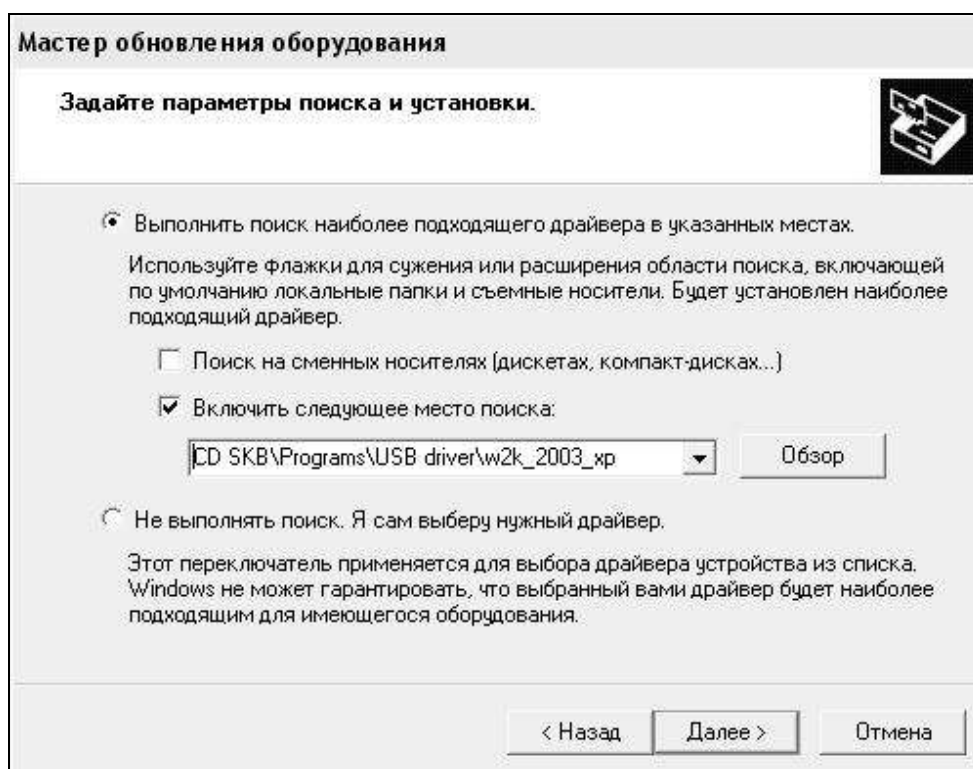 Мастер обновления оборудования
Задайте параметры поиска и установки.
Выполнить поиск наиболее подходящего драйвера в указанных местах.
Используйте флажки для сужения или расширения области поиска, включающей
по умолчанию локальные папки и съемные носители. Будет установлен наиболее
подходящий драйвер.
Поиск на сменных носителях (дискетах, компакт-дисках...)
Включить следующее место поиска:
CD SKB\Programs\USB driver\w2k_2003_xp
Обзор
Не выполнять поиск. Я сам выберу нужный драйвер.
Этот переключатель применяется для выбора драйвера устройства из списка.
Windows не может гарантировать, что выбранный вами драйвер будет наиболее
подходящим для имеющегося оборудования.
< Назад
Далее >
Отмена